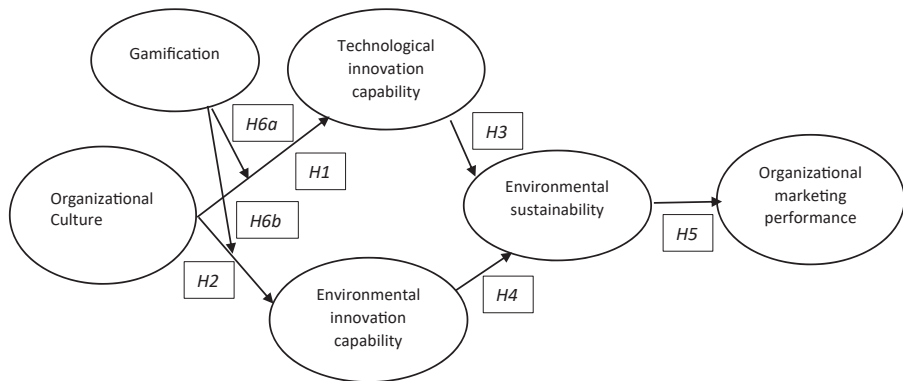 Gamification
Technological
innovation
capability
H6a
H3
H1
Organizational
Culture
Environmental
sustainability
Organizational
marketing
performance
H6b
H5
H2
Environmental
innovation
capability
H4